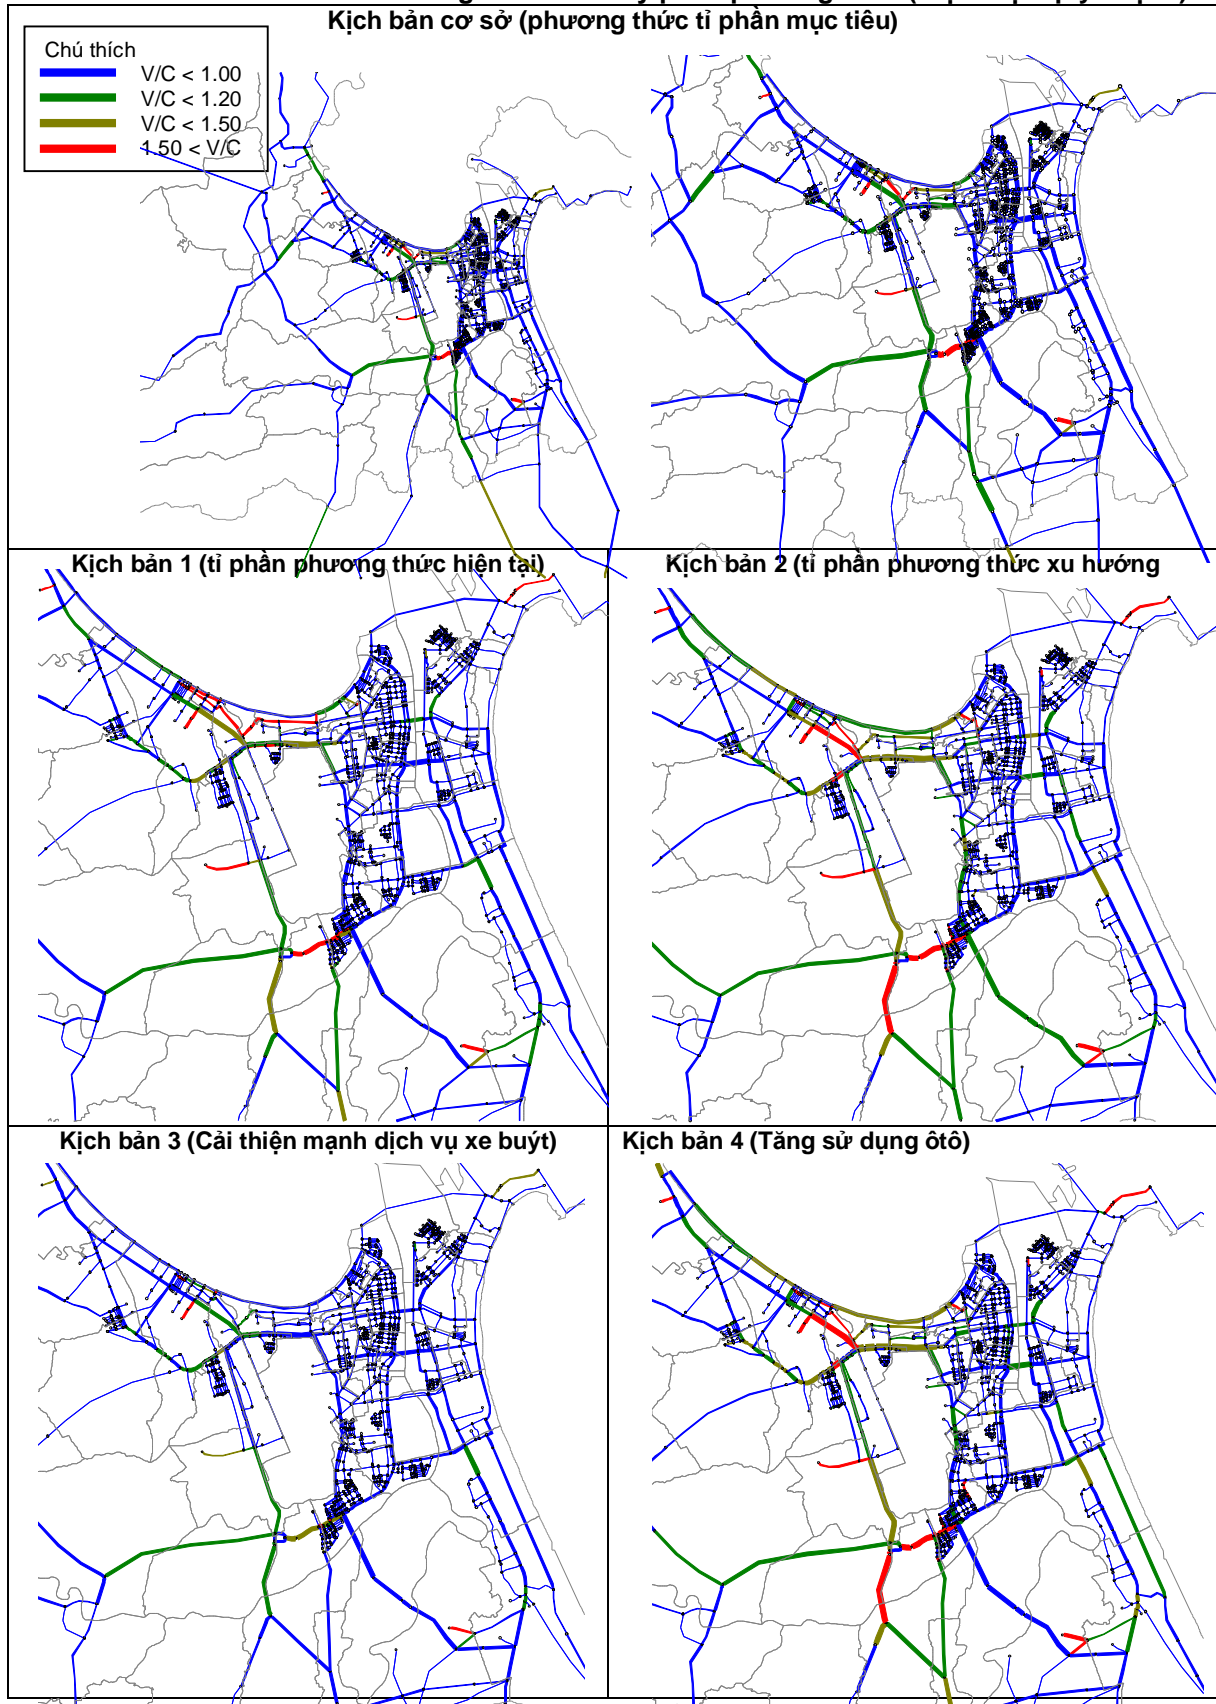 Kịch bản cơ sở (phương thức tỉ phần mục tiêu)
Chú thích
V/C < 1.00
V/C < 1.20
V/C < 1.50
1.50 < V/C
Kịch bản 1 (tỉ phần phương thức hiện tại)
Kịch bản 2 (tỉ phần phương thức xu hướng
Kịch bản 3 (Cải thiện mạnh dịch vụ xe buýt)
Kịch bản 4 (Tăng sử dụng ôtô)